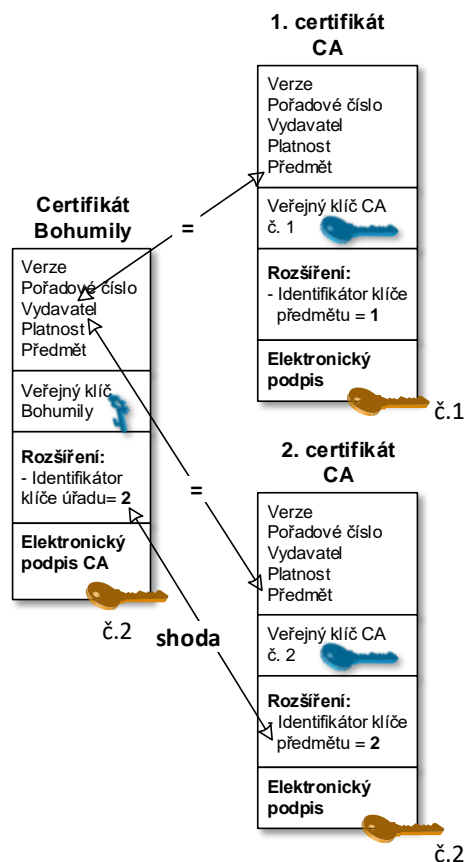 1. certifikát
CA
Verze
Pořadové číslo
Vydavatel
Platnost
Předmět
Veřejný klíč CA
č. 1
Rozšíření:
- Identifikátor klíče
předmětu = 1
Elektronický
podpis
č.1
Certifikát
Bohumily
Verze
Pořadové číslo
Vydavatel
Platnost
Předmět
Veřejný klíč
Bohumily
Rozšíření:
- Identifikátor
klíče úřadu= 2
Elektronický
podpis CA
č.2
=
=
shoda
2. certifikát
CA
Verze
Pořadové číslo
Vydavatel
Platnost
Předmět
Veřejný klíč CA
č. 2
Rozšíření:
- Identifikátor klíče
předmětu = 2
Elektronický
podpis
č.2